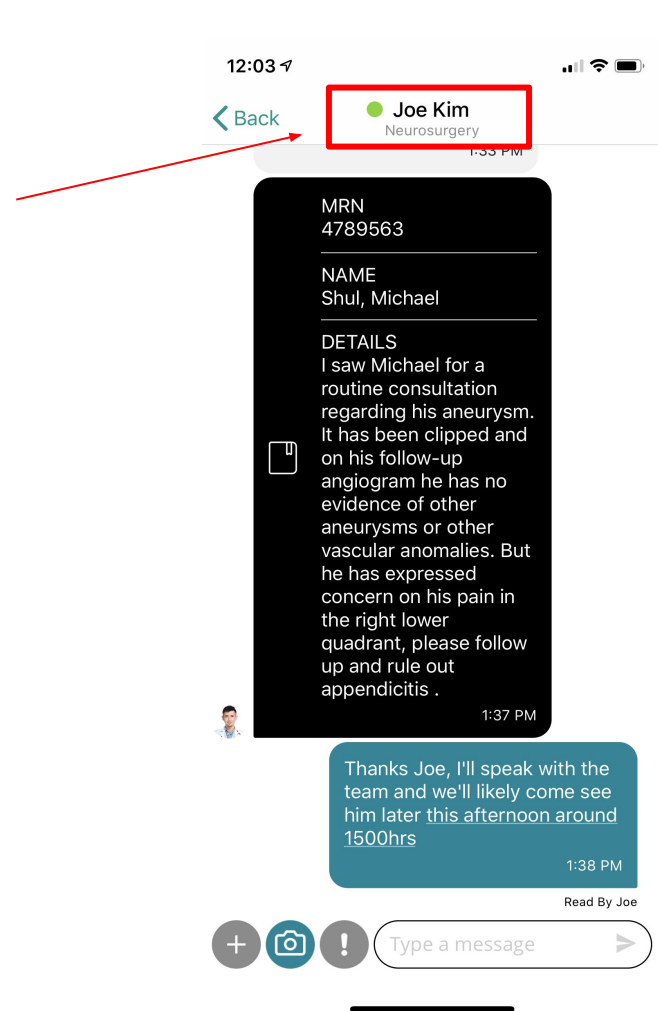 12:03
Back
Joe Kim
Neurosurgery
1:33 PM
MRN
4789563
NAME
Shul, Michael
DETAILS
I saw Michael for a
routine consultation
regarding his aneurysm.
It has been clipped and
on his follow-up
angiogram he has no
evidence of other
aneurysms or other
vascular anomalies. But
he has expressed
concern on his pain in
the right lower
quadrant, please follow
up and rule out
appendicitis .
1:37 PM
Thanks Joe, I'll speak with the
team and we'll likely come see
him later this afternoon around
1500hrs
1:38 PM
Read By Joe
Type a message